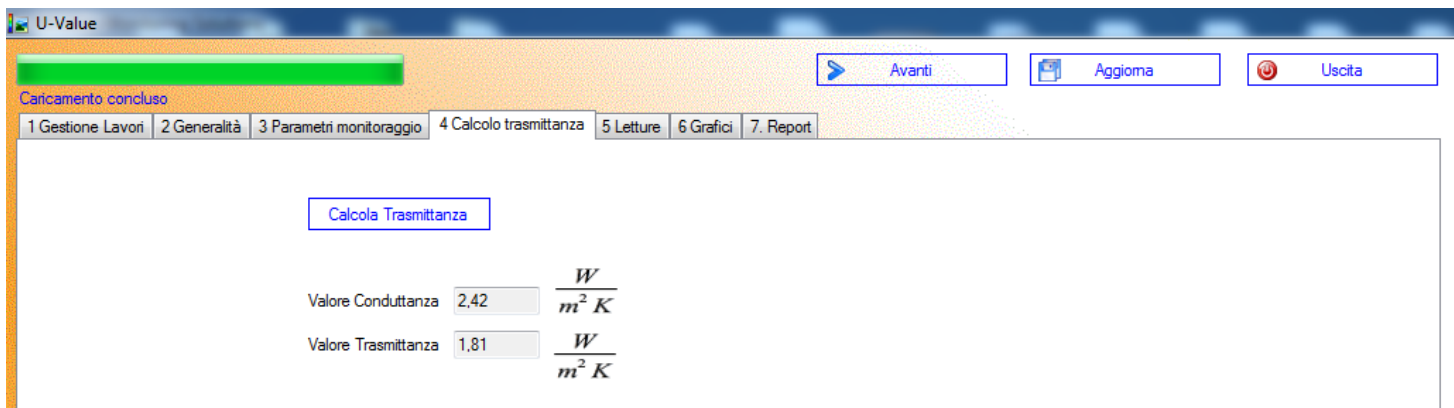 U-Value
Avanti
Aggiorna
Uscita
Caricamento concluso
1 Gestione Lavori 2 Generalità 3 Parametri monitoraggio 4 Calcolo trasmittanza 5 Letture 6 Grafici 7. Report
Calcola Trasmittanza
Valore Conduttanza 2,42 W
m² K
Valore Trasmittanza 1,81 W
m² K